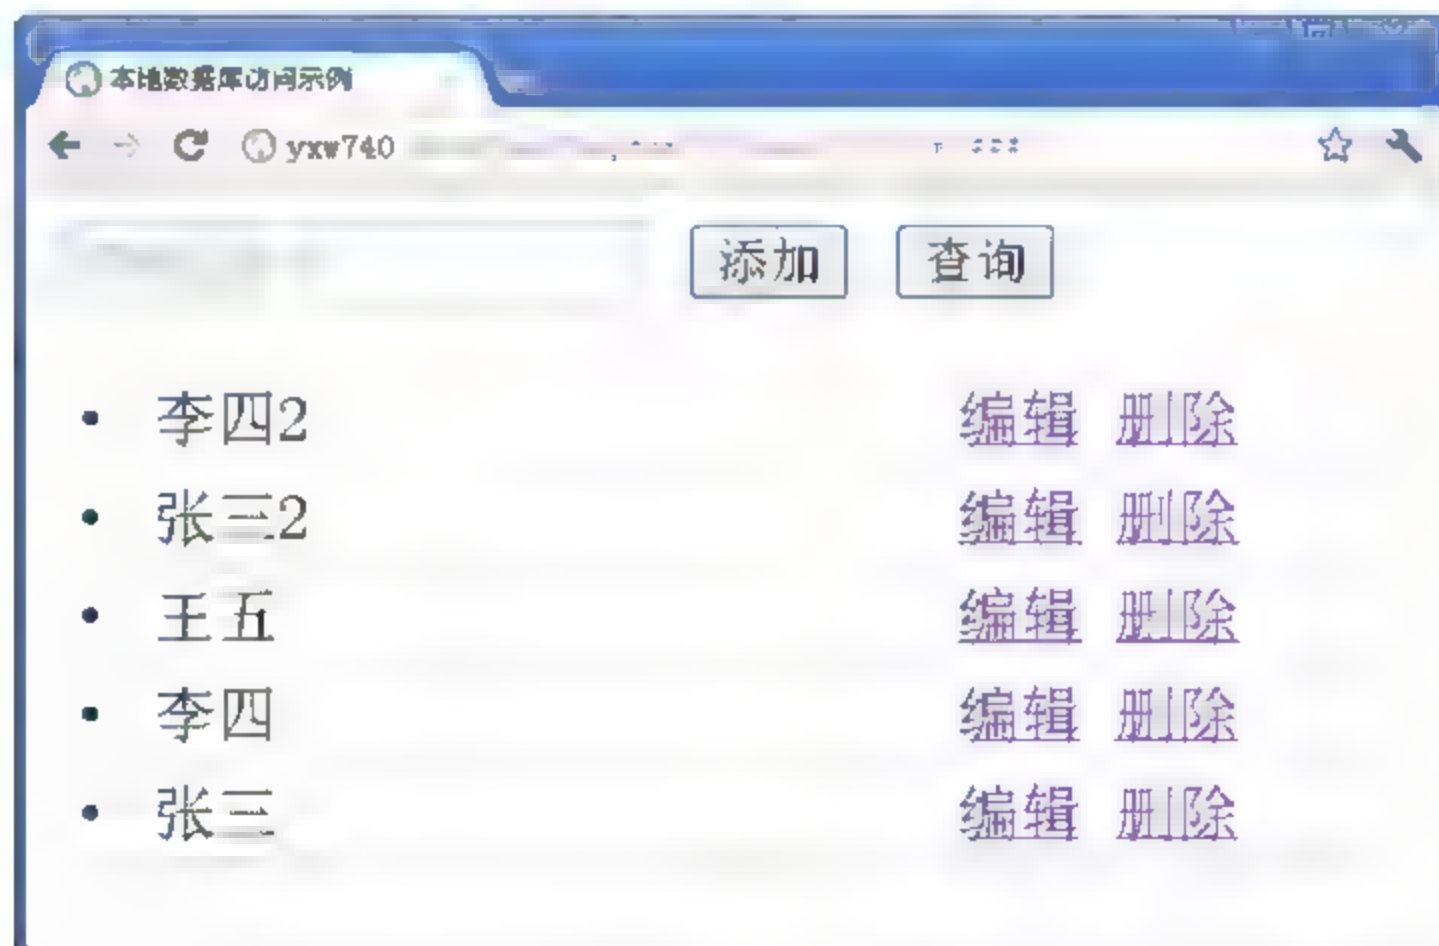 本地数据库访问示例
yxw740
添加 查询
• 李四2 编辑 删除
• 张三2 编辑 删除
• 王五 编辑 删除
• 李四 编辑 删除
• 张三 编辑 删除